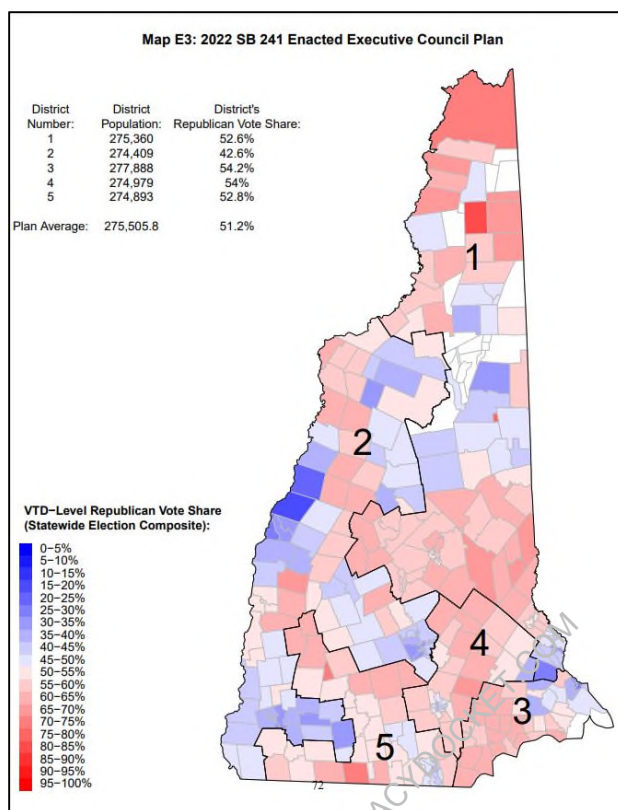 Map E3: 2022 SB 241 Enacted Executive Council Plan
District District District's
Number: Population: Republican Vote Share:
1 275,360 52.6%
2 274,409 42.6%
3 277,888 54.2%
4 274,979 54%
5 274,893 52.8%
Plan Average: 275,505.8 51.2%
1
2
VTD−Level Republican Vote Share
(Statewide Election Composite):
0−5%
5−10%
10−15%
15−20%
20−25%
25−30%
30−35%
35−40%
40−45%
45−50%
50−55%
55−60%
60−65%
65−70%
70−75%
75−80%
80−85%
85−90%
90−95%
95−100%
4
3
5
72
ACYDOCKET.COM